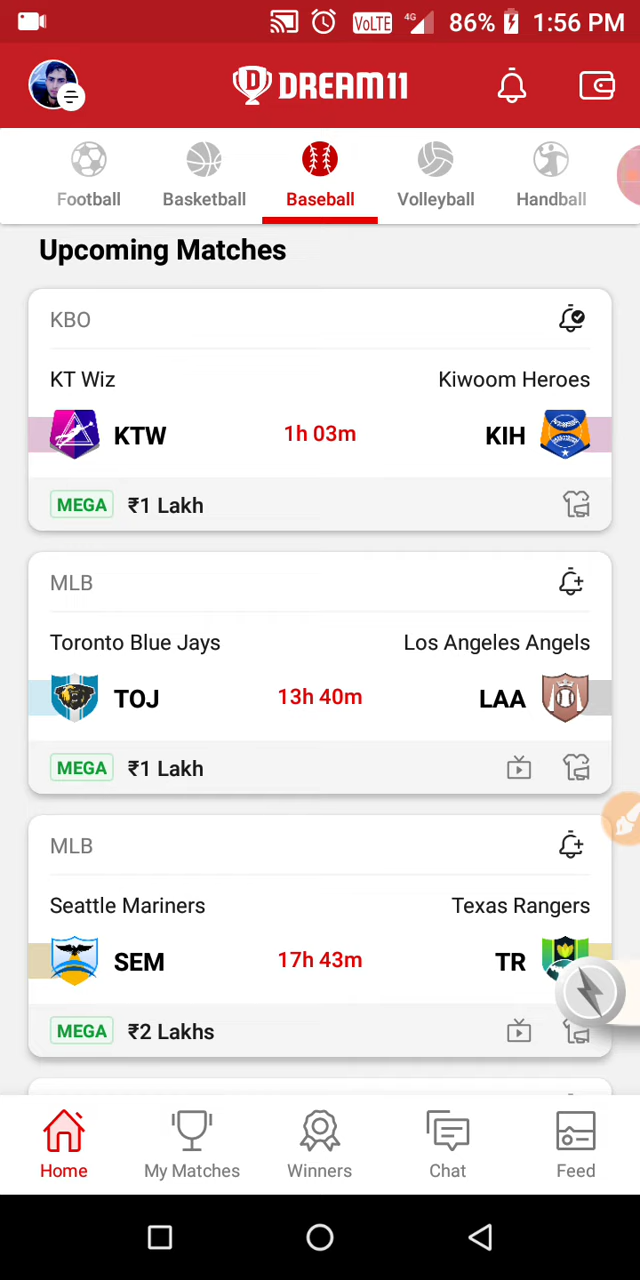 VoLTE 4G 86% 1:56 PM
DREAM11
Football Basketball Baseball Volleyball Handball
Upcoming Matches
KBO
KT Wiz Kiwoom Heroes
KTW 1h 03m KIH
MEGA ₹1 Lakh
MLB
Toronto Blue Jays Los Angeles Angels
TOJ 13h 40m LAA
MEGA ₹1 Lakh
MLB
Seattle Mariners Texas Rangers
SEM 17h 43m TR
MEGA ₹2 Lakhs
Home My Matches Winners Chat Feed